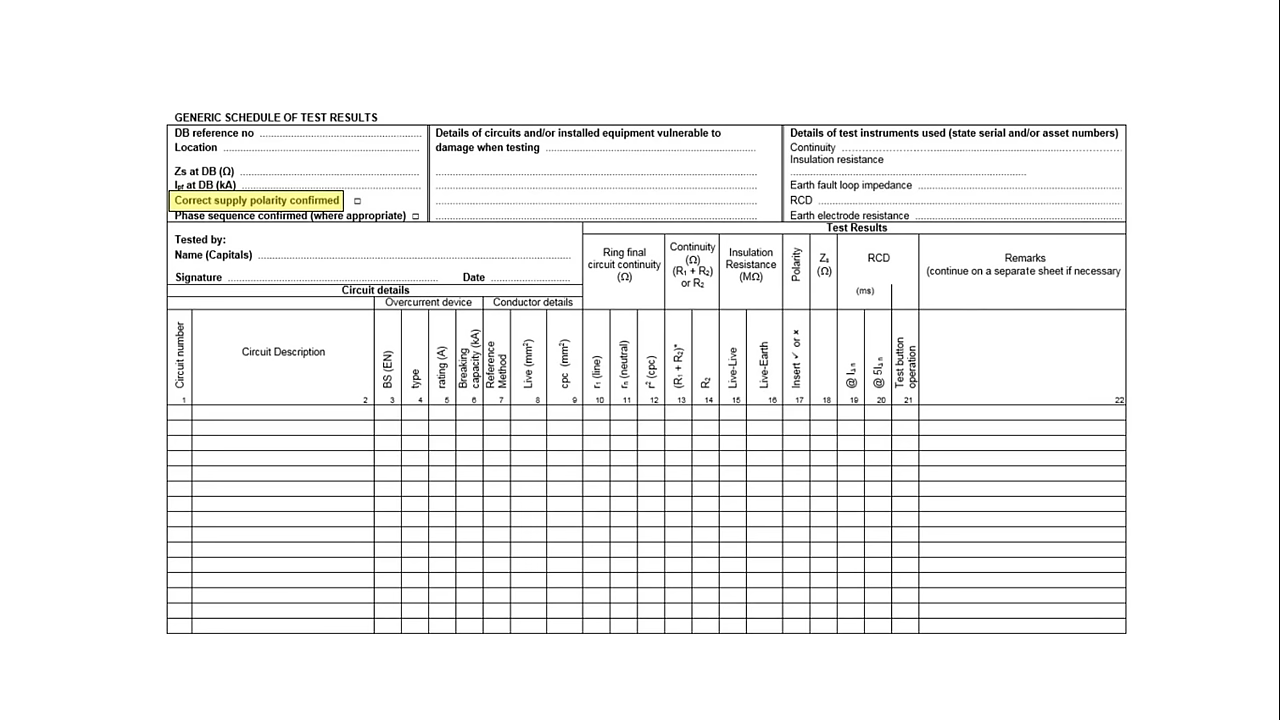 GENERIC SCHEDULE OF TEST RESULTS
DB reference no
Location
Zs at DB (Ω)
Ipf at DB (kA)
Correct supply polarity confirmed □
Phase sequence confirmed (where appropriate) □
Details of circuits and/or installed equipment vulnerable to
damage when testing
Details of test instruments used (state serial and/or asset numbers)
Continuity
Insulation resistance
Earth fault loop impedance
RCD
Earth electrode resistance
Tested by:
Name (Capitals)
Signature Date
Test Results
Ring final
circuit continuity
(Ω)
Continuity
(Ω)
(R₁ + R₂)
or R₂
Insulation
Resistance
(MΩ)
Polarity
Zs
(Ω)
RCD
(ms)
Remarks
(continue on a separate sheet if necessary
Circuit details
Overcurrent device
Conductor details
Circuit number
Circuit Description
BS (EN)
type
rating (A)
Breaking
capacity (kA)
Reference
Method
Live (mm²)
cpc (mm²)
r₁ (line)
rₙ (neutral)
r² (cpc)
(R₁ + R₂)*
R₂
Live-Live
Live-Earth
Insert ✓ or ×
@ I∆n
@ 5I∆n
Test button
operation
1 2 3 4 5 6 7 8 9 10 11 12 13 14 15 16 17 18 19 20 21 22